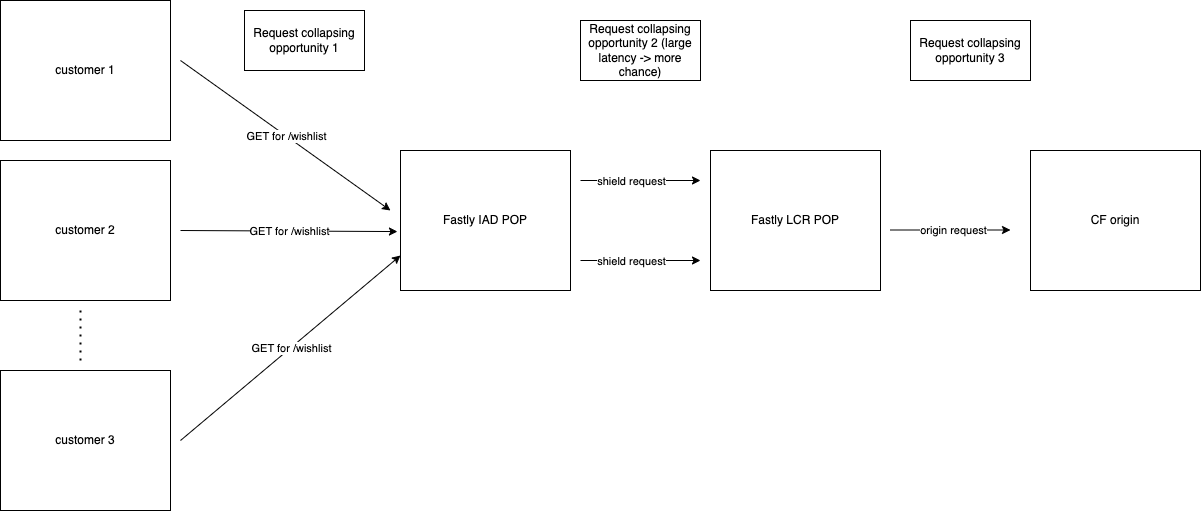 Request collapsing
opportunity 1
Request collapsing
opportunity 2 (large
latency -> more
chance)
Request collapsing
opportunity 3
customer 1
GET for /wishlist
customer 2
GET for /wishlist
customer 3
GET for /wishlist
Fastly IAD POP
shield request
shield request
Fastly LCR POP
origin request
CF origin